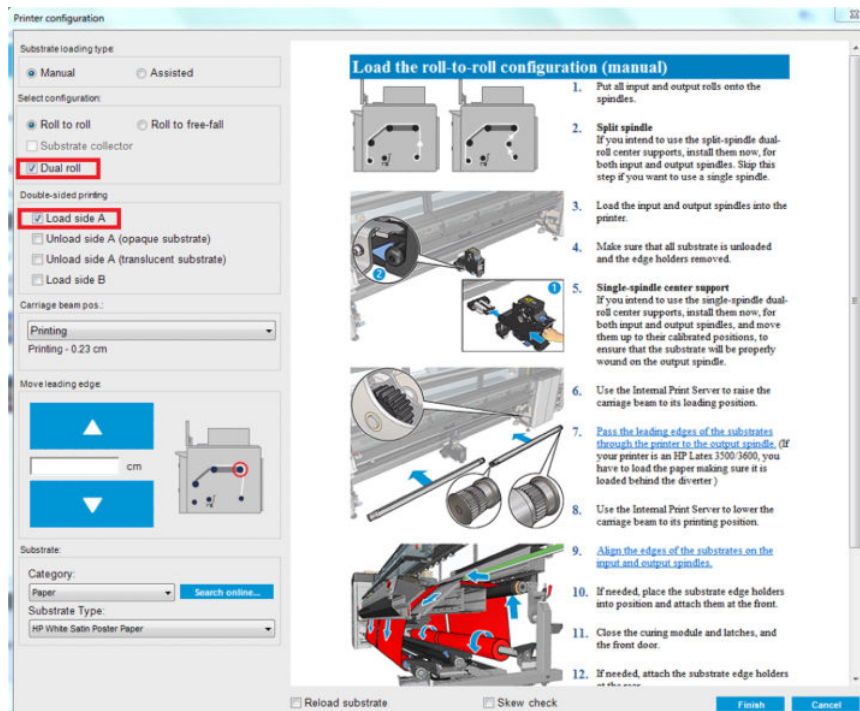 Printer configuration
Substrate loading type:
Manual
Assisted
Select configuration:
Roll to roll
Roll to free-fall
Substrate collector
Dual roll
Double-sided printing
Load side A
Unload side A (opaque substrate)
Unload side A (translucent substrate)
Load side B
Carriage beam pos.:
Printing
Printing - 0.23 cm
Move leading edge:
cm
Substrate:
Category:
Paper
Search online...
Substrate Type:
HP White Satin Poster Paper
Load the roll-to-roll configuration (manual)
1. Put all input and output rolls onto the
spindles.
2. Split spindle
If you intend to use the split-spindle dual-
roll center supports, install them now, for
both input and output spindles. Skip this
step if you want to use a single spindle.
3. Load the input and output spindles into the
printer.
4. Make sure that all substrate is unloaded
and the edge holders removed.
5. Single-spindle center support
If you intend to use the single-spindle dual-
roll center supports, install them now, for
both input and output spindles, and move
them up to their calibrated positions, to
ensure that the substrate will be properly
wound on the output spindle.
2
1
6. Use the Internal Print Server to raise the
carriage beam to its loading position.
7. Pass the leading edges of the substrates
through the printer to the output spindle. (If
your printer is an HP Latex 3500/3600, you
have to load the paper making sure it is
loaded behind the diverter )
8. Use the Internal Print Server to lower the
carriage beam to its printing position.
9. Align the edges of the substrates on the
input and output spindles.
10. If needed, place the substrate edge holders
into position and attach them at the front.
11. Close the curing module and latches, and
the front door.
12. If needed, attach the substrate edge holders
Reload substrate
Skew check
Finish
Cancel